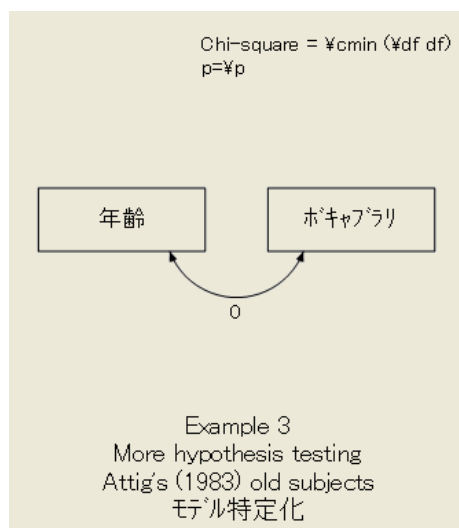 Chi-square = ¥cmin (¥df df)
p=¥p
年齢
ﾎﾞｷｬﾌﾞﾗﾘ
0
Example 3
More hypothesis testing
Attig's (1983) old subjects
ﾓﾃﾞﾙ特定化